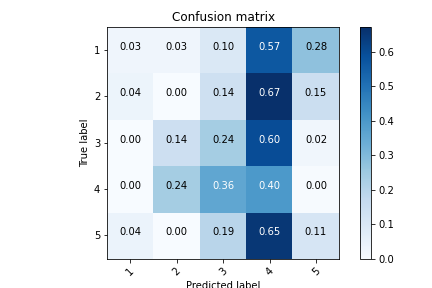 Confusion matrix
True label
1 0.03 0.03 0.10 0.57 0.28
2 0.04 0.00 0.14 0.67 0.15
3 0.00 0.14 0.24 0.60 0.02
4 0.00 0.24 0.36 0.40 0.00
5 0.04 0.00 0.19 0.65 0.11
1 2 3 4 5
Predicted label
0.6
0.5
0.4
0.3
0.2
0.1
0.0